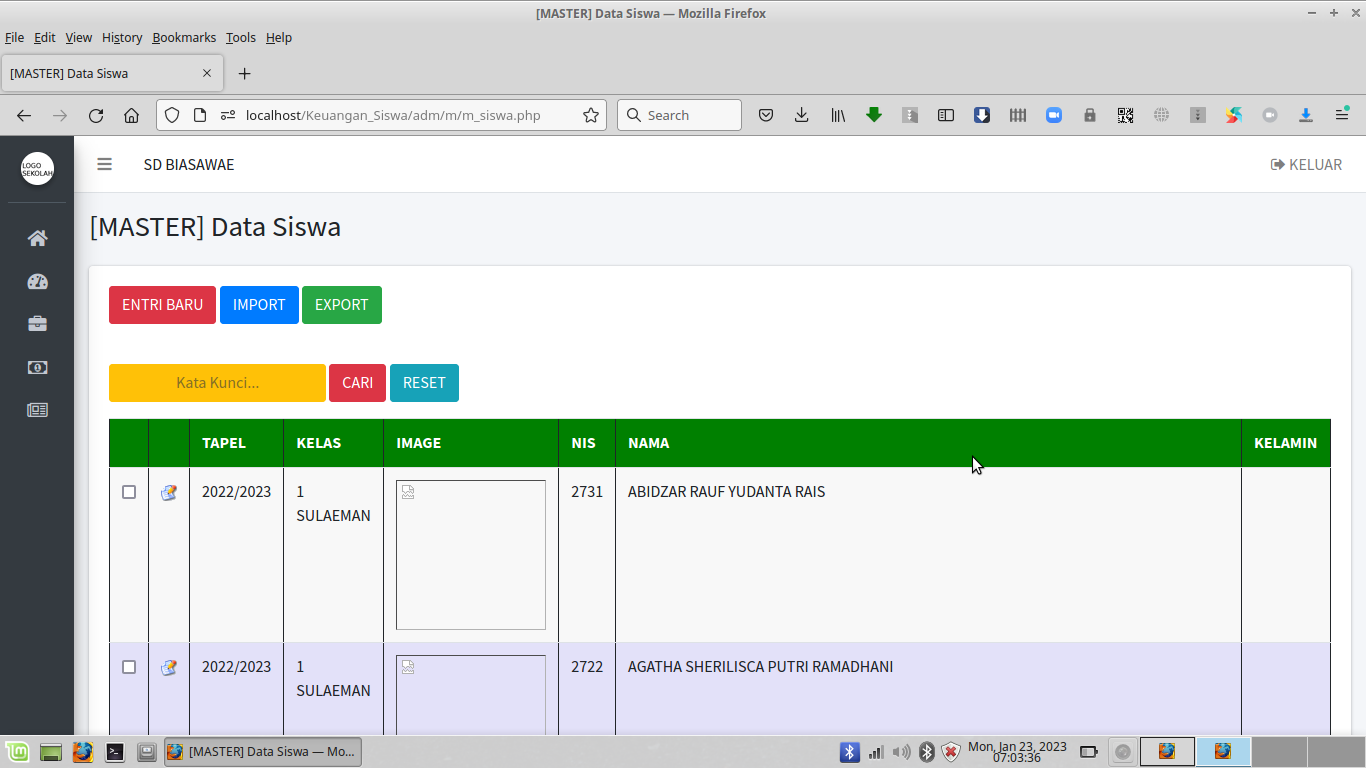 [MASTER] Data Siswa — Mozilla Firefox
File Edit View History Bookmarks Tools Help
[MASTER] Data Siswa
localhost/Keuangan_Siswa/adm/m/m_siswa.php
Search
LOGO
SEKOLAH
SD BIASAWAE
KELUAR
[MASTER] Data Siswa
ENTRI BARU IMPORT EXPORT
Kata Kunci... CARI RESET
TAPEL KELAS IMAGE NIS NAMA KELAMIN
2022/2023 1 2731 ABIDZAR RAUF YUDANTA RAIS
SULAEMAN
2022/2023 1 2722 AGATHA SHERILISCA PUTRI RAMADHANI
SULAEMAN
[MASTER] Data Siswa — Mo...
Mon, Jan 23, 2023
07:03:36